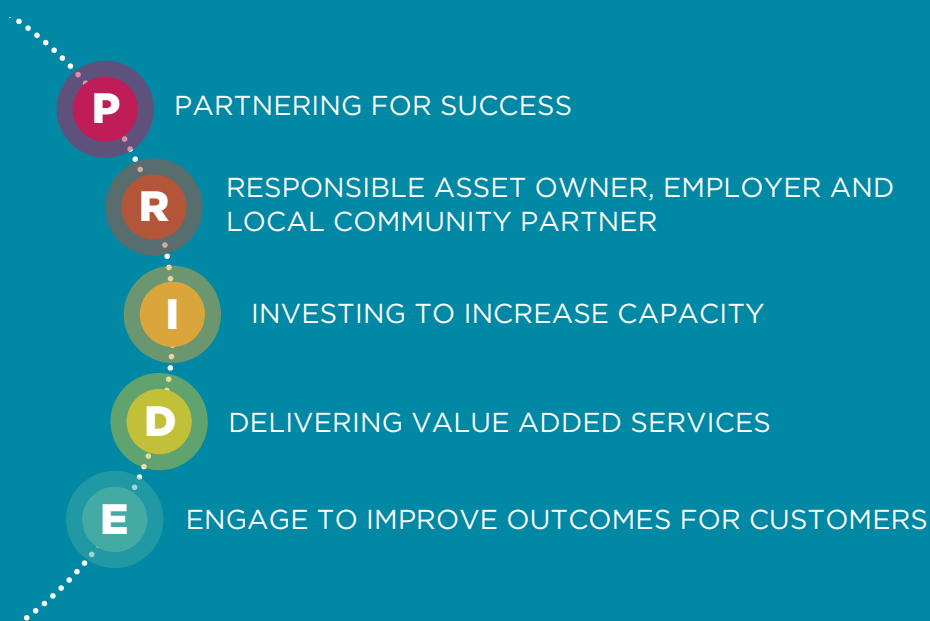 P PARTNERING FOR SUCCESS
R RESPONSIBLE ASSET OWNER, EMPLOYER AND
LOCAL COMMUNITY PARTNER
I INVESTING TO INCREASE CAPACITY
D DELIVERING VALUE ADDED SERVICES
E ENGAGE TO IMPROVE OUTCOMES FOR CUSTOMERS